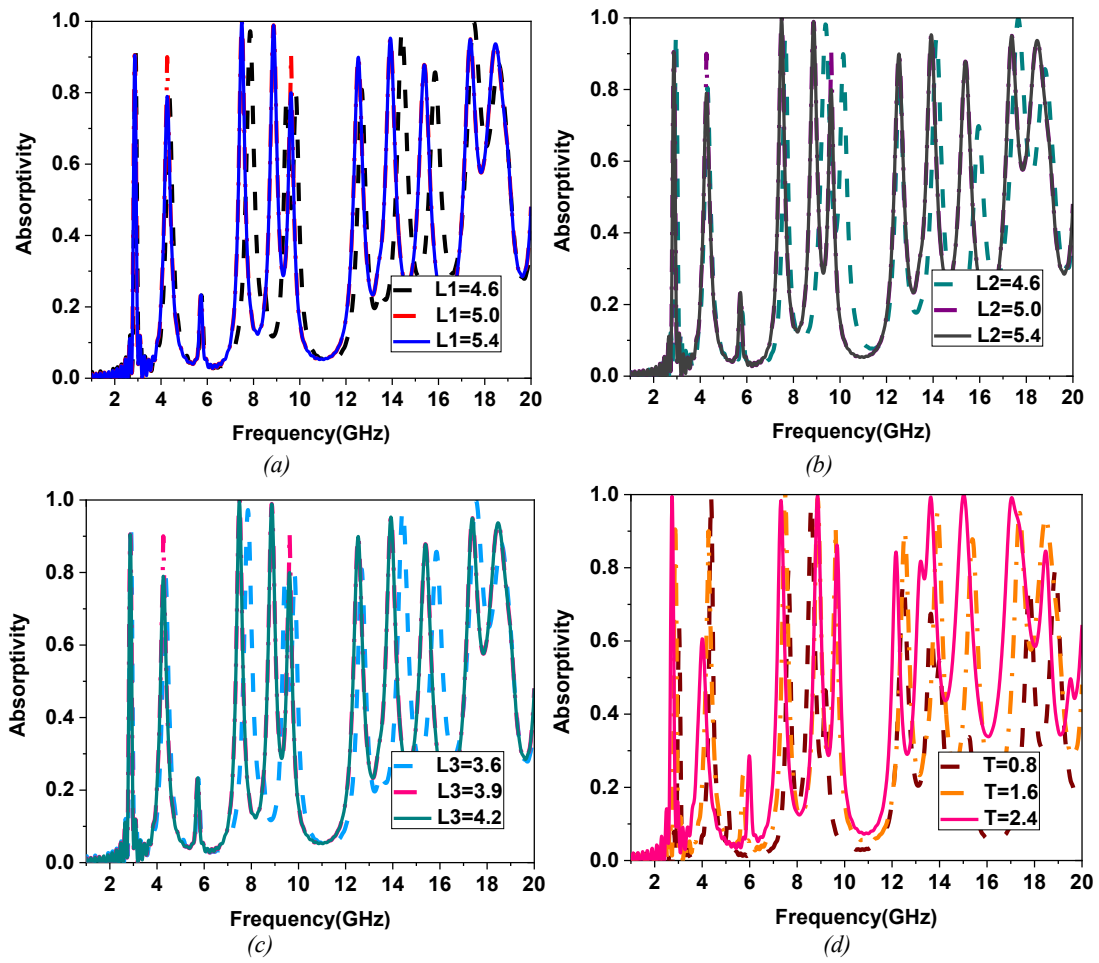 1.0
0.8
0.6
0.4
0.2
0.0
Absorptivity
L1=4.6
L1=5.0
L1=5.4
2 4 6 8 10 12 14 16 18 20
Frequency(GHz)
(a)
1.0
0.8
0.6
0.4
0.2
0.0
Absorptivity
L2=4.6
L2=5.0
L2=5.4
2 4 6 8 10 12 14 16 18 20
Frequency(GHz)
(b)
1.0
0.8
0.6
0.4
0.2
0.0
Absorptivity
L3=3.6
L3=3.9
L3=4.2
2 4 6 8 10 12 14 16 18 20
Frequency(GHz)
(c)
1.0
0.8
0.6
0.4
0.2
0.0
Absorptivity
T=0.8
T=1.6
T=2.4
2 4 6 8 10 12 14 16 18 20
Frequency(GHz)
(d)